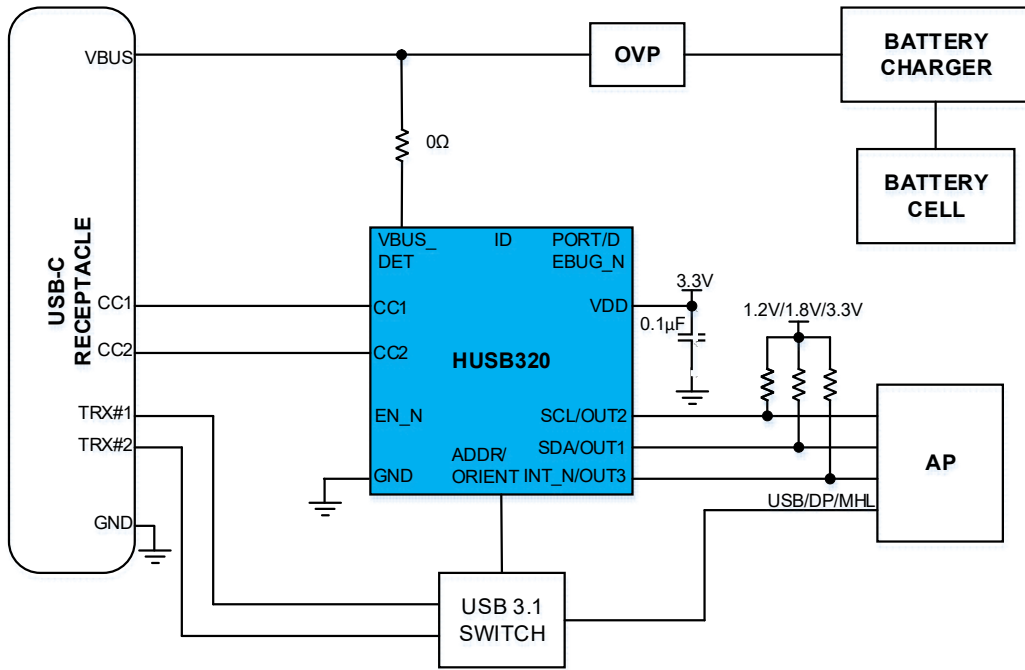 VBUS
OVP
BATTERY
CHARGER
0Ω
BATTERY
CELL
USB-C
RECEPTACLE
VBUS_
DET
ID
PORT/D
EBUG_N
CC1
CC1
VDD
3.3V
0.1µF
1.2V/1.8V/3.3V
CC2
CC2
HUSB320
TRX#1
EN_N
SCL/OUT2
TRX#2
SDA/OUT1
AP
ADDR/
ORIENT
GND
INT_N/OUT3
USB/DP/MHL
GND
USB 3.1
SWITCH